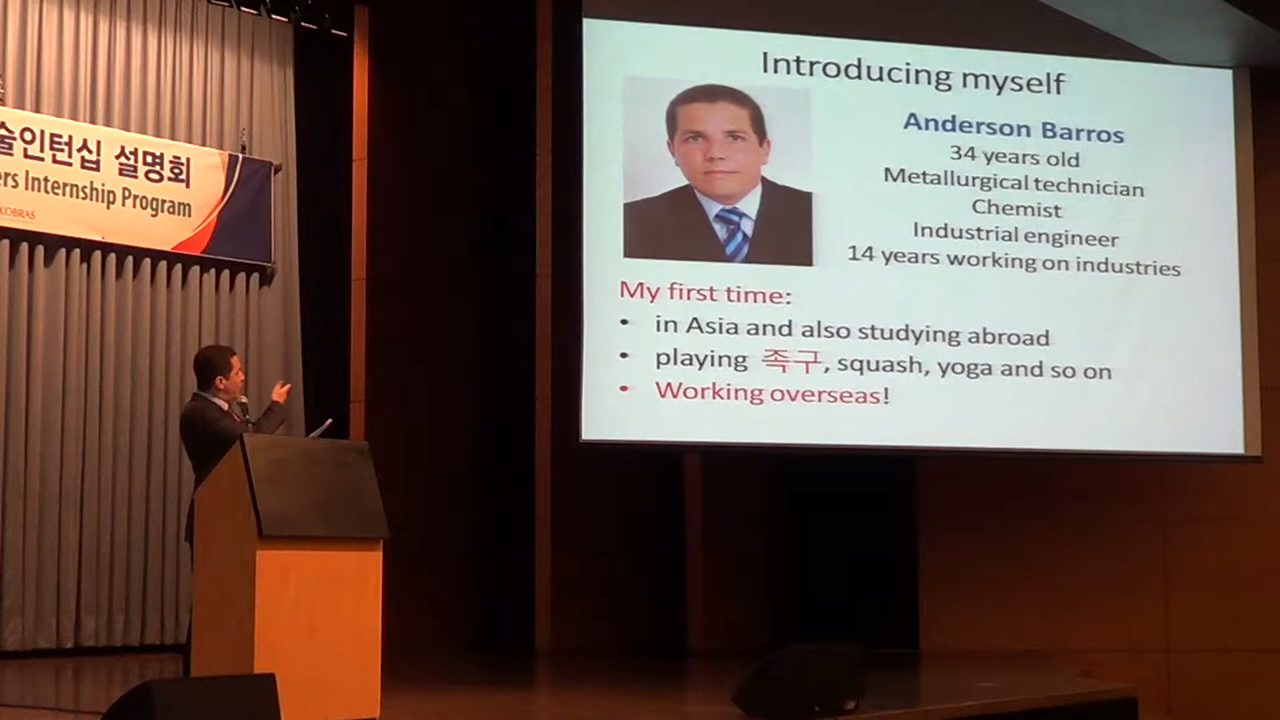 술인턴십 설명회
ers Internship Program
KOBRAS
Introducing myself
Anderson Barros
34 years old
Metallurgical technician
Chemist
Industrial engineer
14 years working on industries
My first time:
• in Asia and also studying abroad
• playing 족구, squash, yoga and so on
• Working overseas!